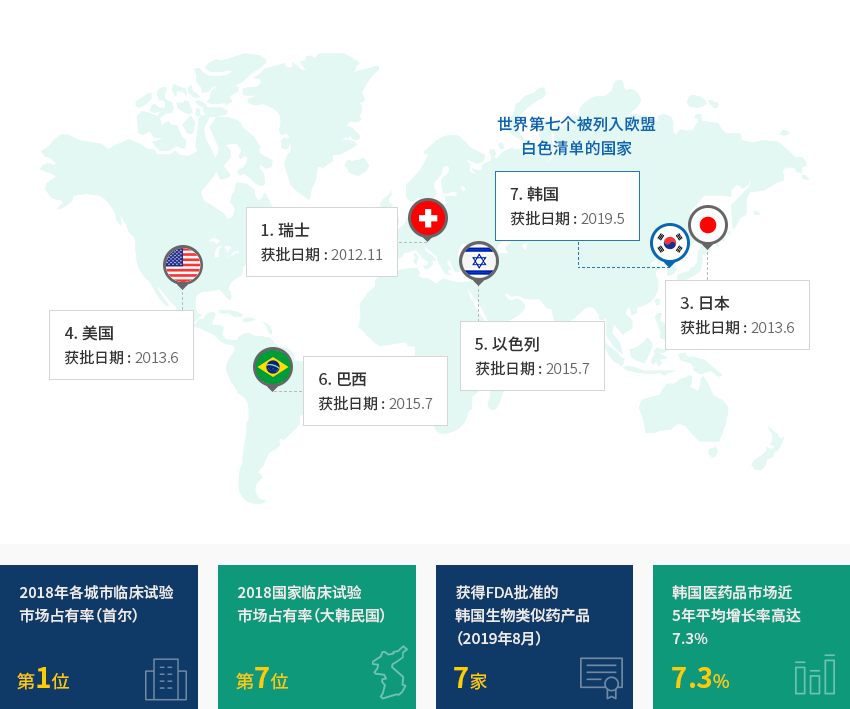 世界第七个被列入欧盟
白色清单的国家
7. 韩国
获批日期 : 2019.5
1. 瑞士
获批日期 : 2012.11
3. 日本
获批日期 : 2013.6
4. 美国
获批日期 : 2013.6
5. 以色列
获批日期 : 2015.7
6. 巴西
获批日期 : 2015.7
2018年各城市临床试验
市场占有率（首尔）
第1位
2018国家临床试验
市场占有率（大韩民国）
第7位
获得FDA批准的
韩国生物类似药产品
（2019年8月）
7家
韩国医药品市场近
5年平均增长率高达
7.3%
7.3%